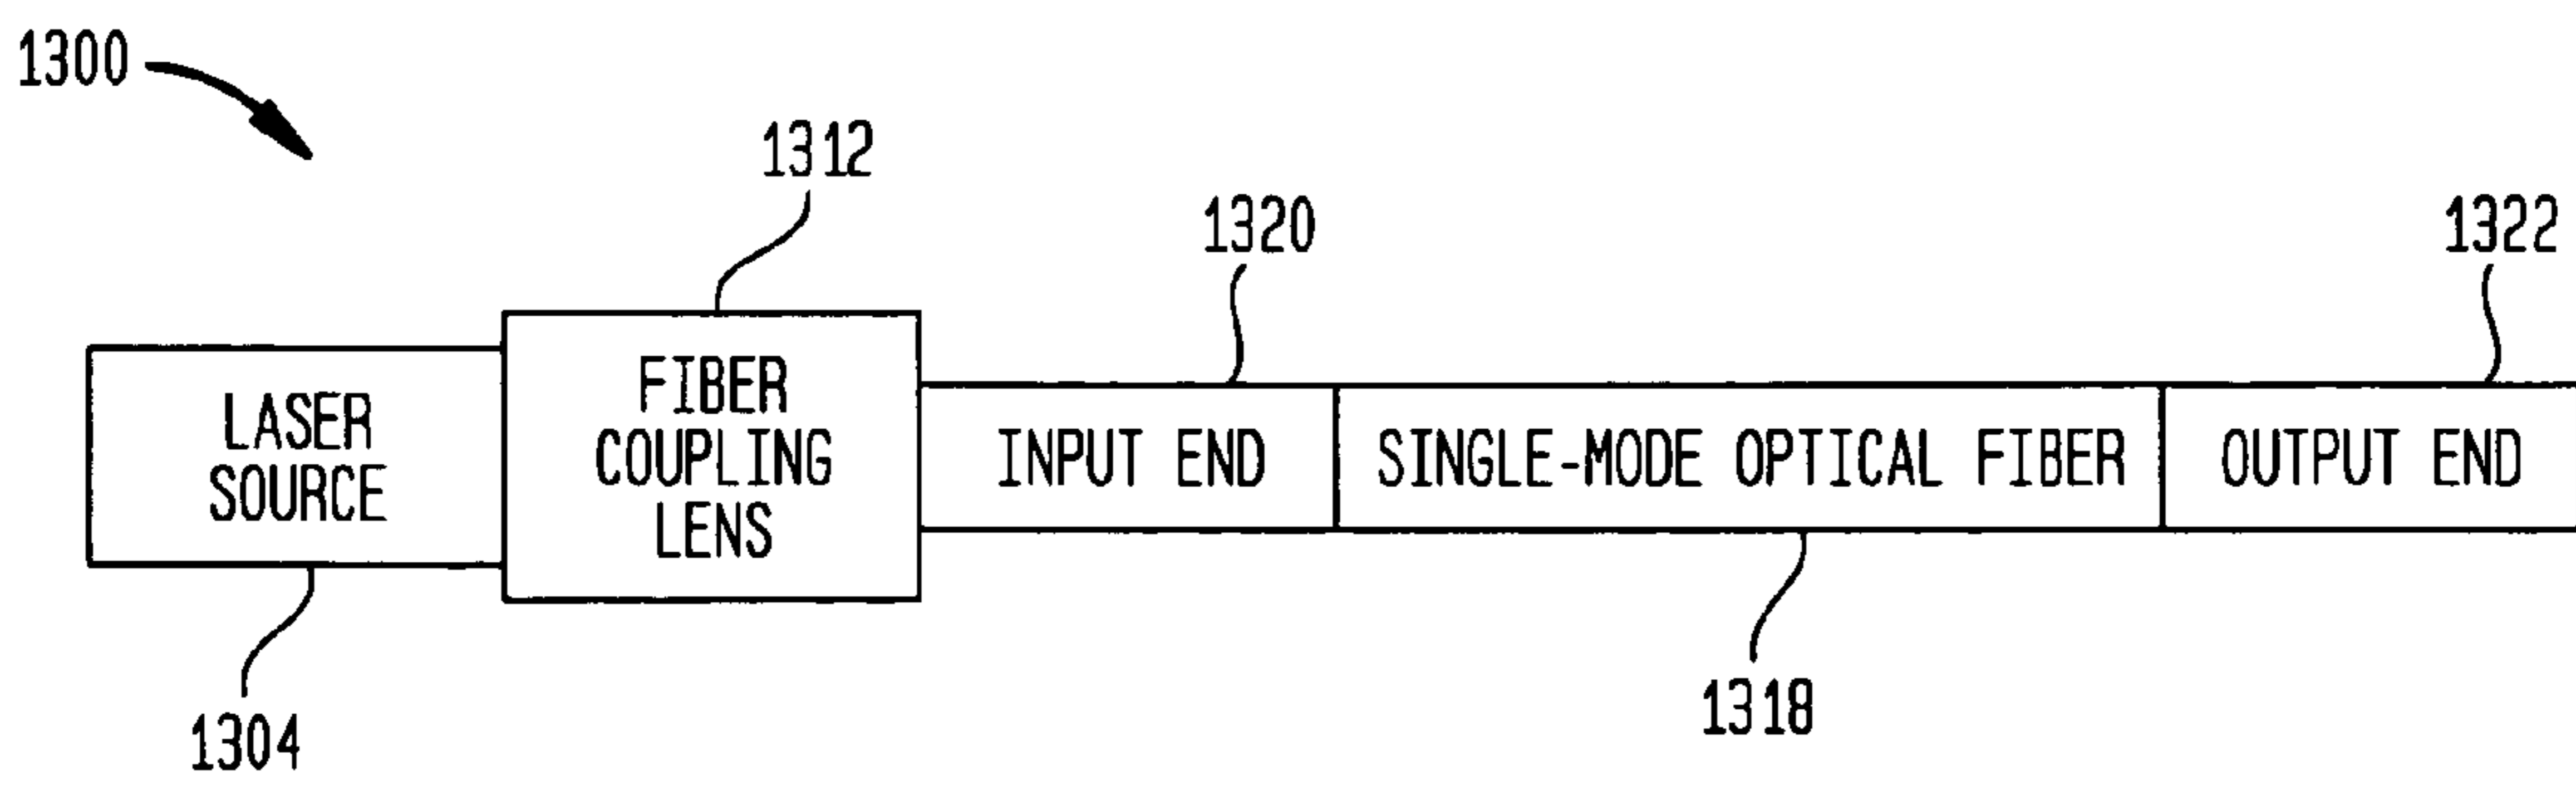 1300
1312
1320
1322
LASER
SOURCE
FIBER
COUPLING
LENS
INPUT END
SINGLE-MODE OPTICAL FIBER
OUTPUT END
1304
1318